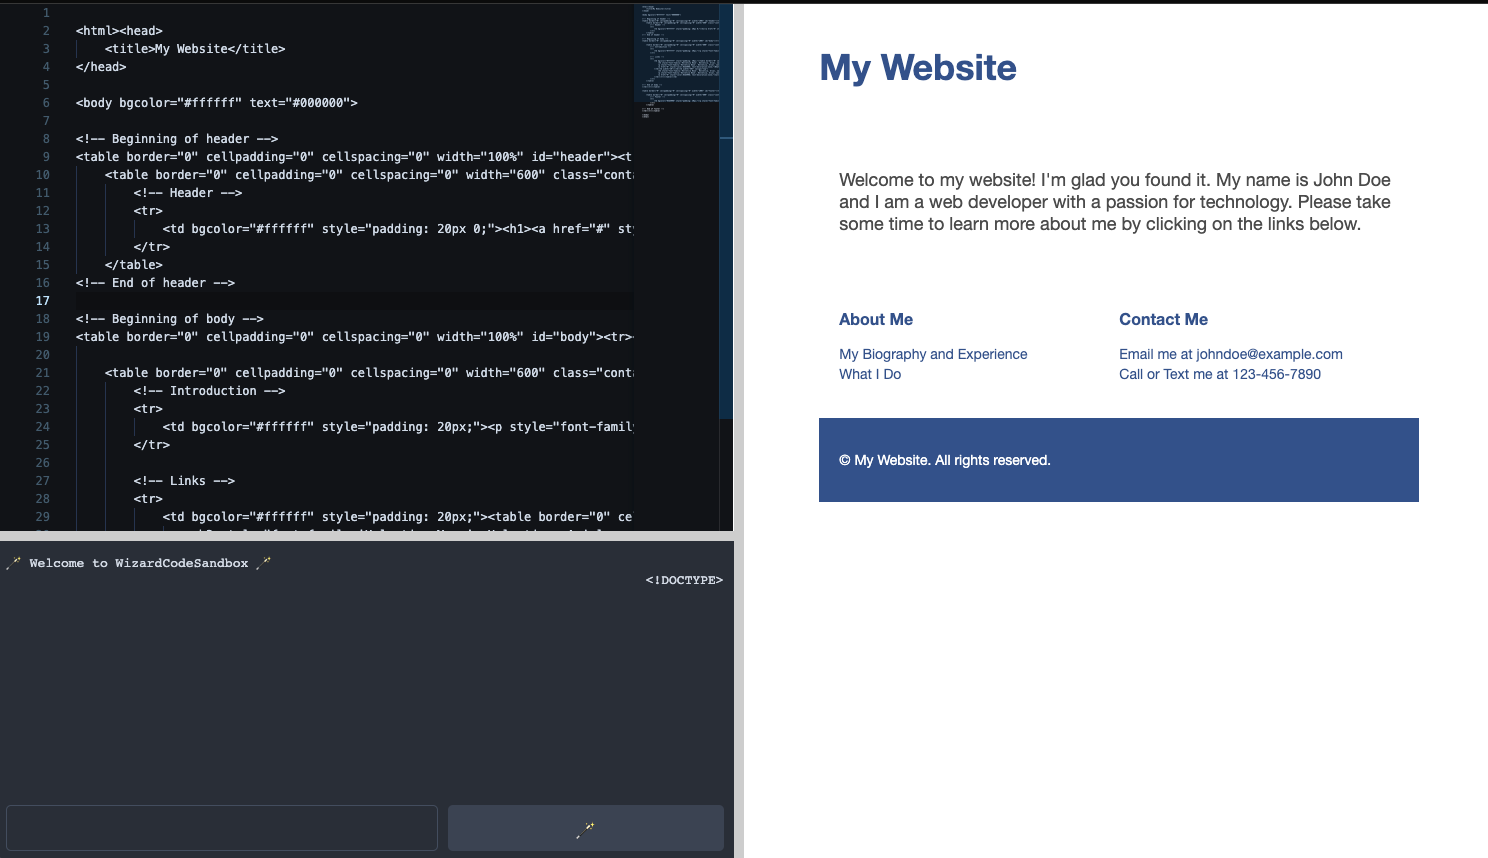 1
2 <html><head>
3 <title>My Website</title>
4 </head>
5
6 <body bgcolor="#ffffff" text="#000000">
7
8 <!-- Beginning of header -->
9 <table border="0" cellpadding="0" cellspacing="0" width="100%" id="header"><t
10 <table border="0" cellpadding="0" cellspacing="0" width="600" class="cont
11 <!-- Header -->
12 <tr>
13 <td bgcolor="#ffffff" style="padding: 20px 0;"><h1><a href="#" sty
14 </tr>
15 </table>
16 <!-- End of header -->
17
18 <!-- Beginning of body -->
19 <table border="0" cellpadding="0" cellspacing="0" width="100%" id="body"><tr>
20
21 <table border="0" cellpadding="0" cellspacing="0" width="600" class="cont
22 <!-- Introduction -->
23 <tr>
24 <td bgcolor="#ffffff" style="padding: 20px;"><p style="font-family
25 </tr>
26
27 <!-- Links -->
28 <tr>
29 <td bgcolor="#ffffff" style="padding: 20px;"><table border="0" ce
Welcome to WizardCodeSandbox
<!DOCTYPE>
My Website
Welcome to my website! I'm glad you found it. My name is John Doe
and I am a web developer with a passion for technology. Please take
some time to learn more about me by clicking on the links below.
About Me
My Biography and Experience
What I Do
Contact Me
Email me at johndoe@example.com
Call or Text me at 123-456-7890
© My Website. All rights reserved.